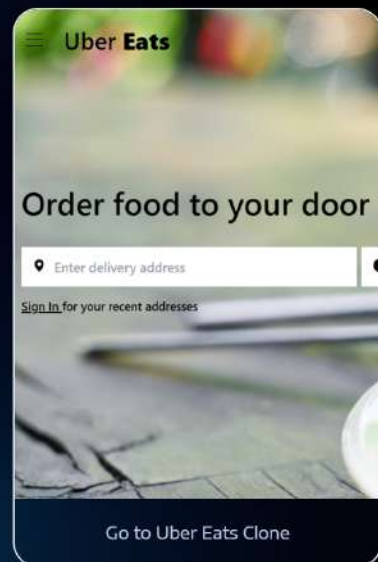 Uber Eats
Order food to your door
Enter delivery address
Sign In for your recent addresses
Go to Uber Eats Clone